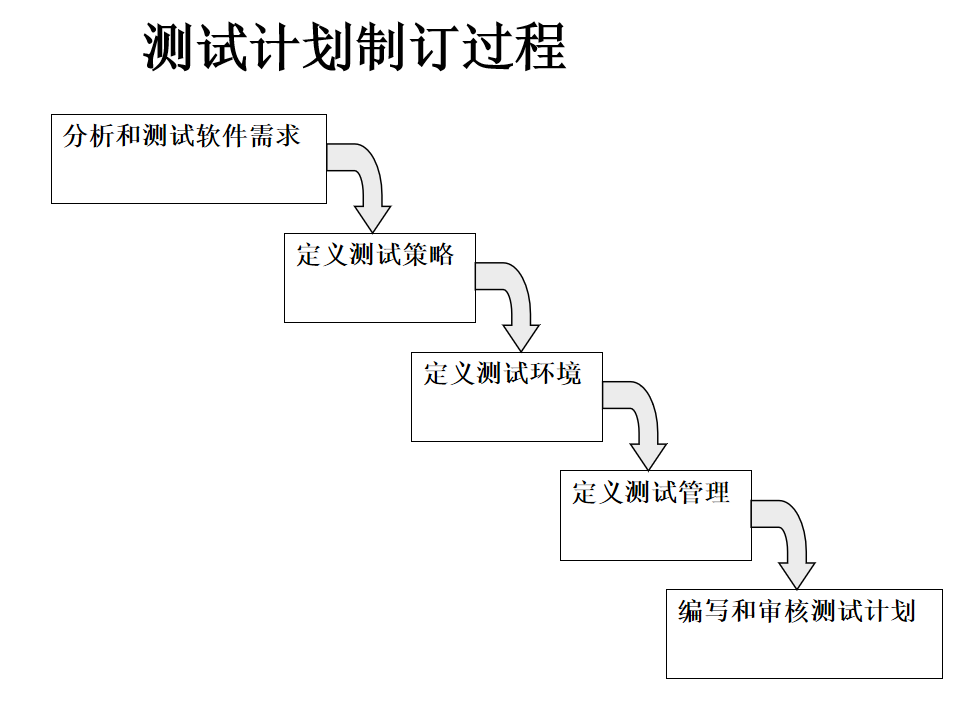 测试计划制订过程
分析和测试软件需求
定义测试策略
定义测试环境
定义测试管理
编写和审核测试计划